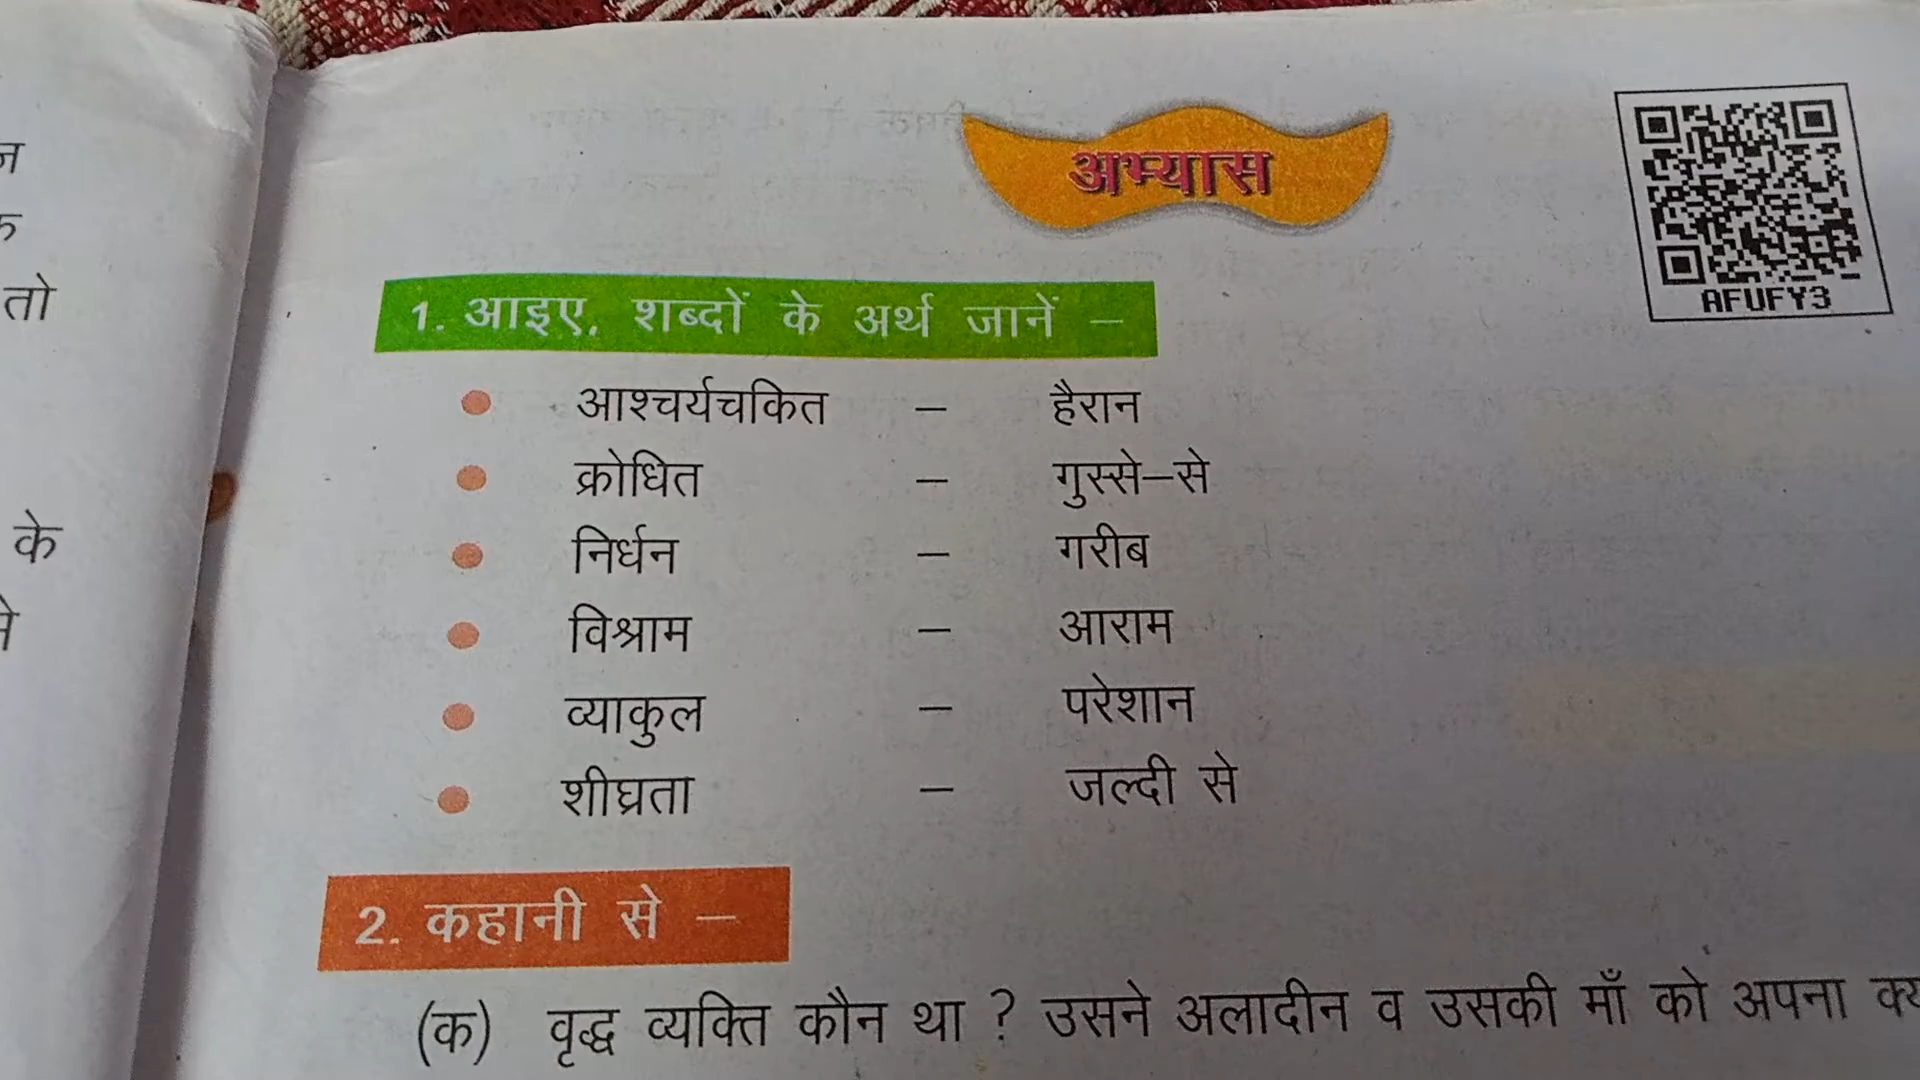 अभ्यास
AFUFY3
1. आइए, शब्दों के अर्थ जानें –
आश्चर्यचकित – हैरान
क्रोधित – गुस्से–से
निर्धन – गरीब
विश्राम – आराम
व्याकुल – परेशान
शीघ्रता – जल्दी से
2. कहानी से –
(क) वृद्ध व्यक्ति कौन था ? उसने अलादीन व उसकी माँ को अपना
तो
के